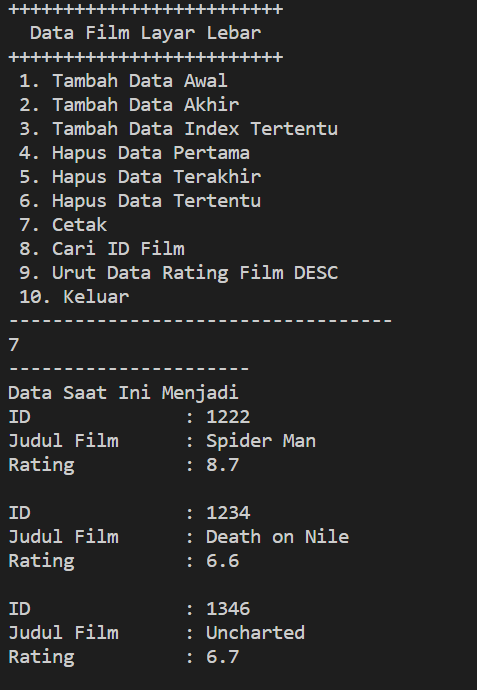 +++++++++++++++++++++++++
Data Film Layar Lebar
+++++++++++++++++++++++++
1. Tambah Data Awal
2. Tambah Data Akhir
3. Tambah Data Index Tertentu
4. Hapus Data Pertama
5. Hapus Data Terakhir
6. Hapus Data Tertentu
7. Cetak
8. Cari ID Film
9. Urut Data Rating Film DESC
10. Keluar
-----------------------------------
7
----------------------
Data Saat Ini Menjadi
ID : 1222
Judul Film : Spider Man
Rating : 8.7
ID : 1234
Judul Film : Death on Nile
Rating : 6.6
ID : 1346
Judul Film : Uncharted
Rating : 6.7